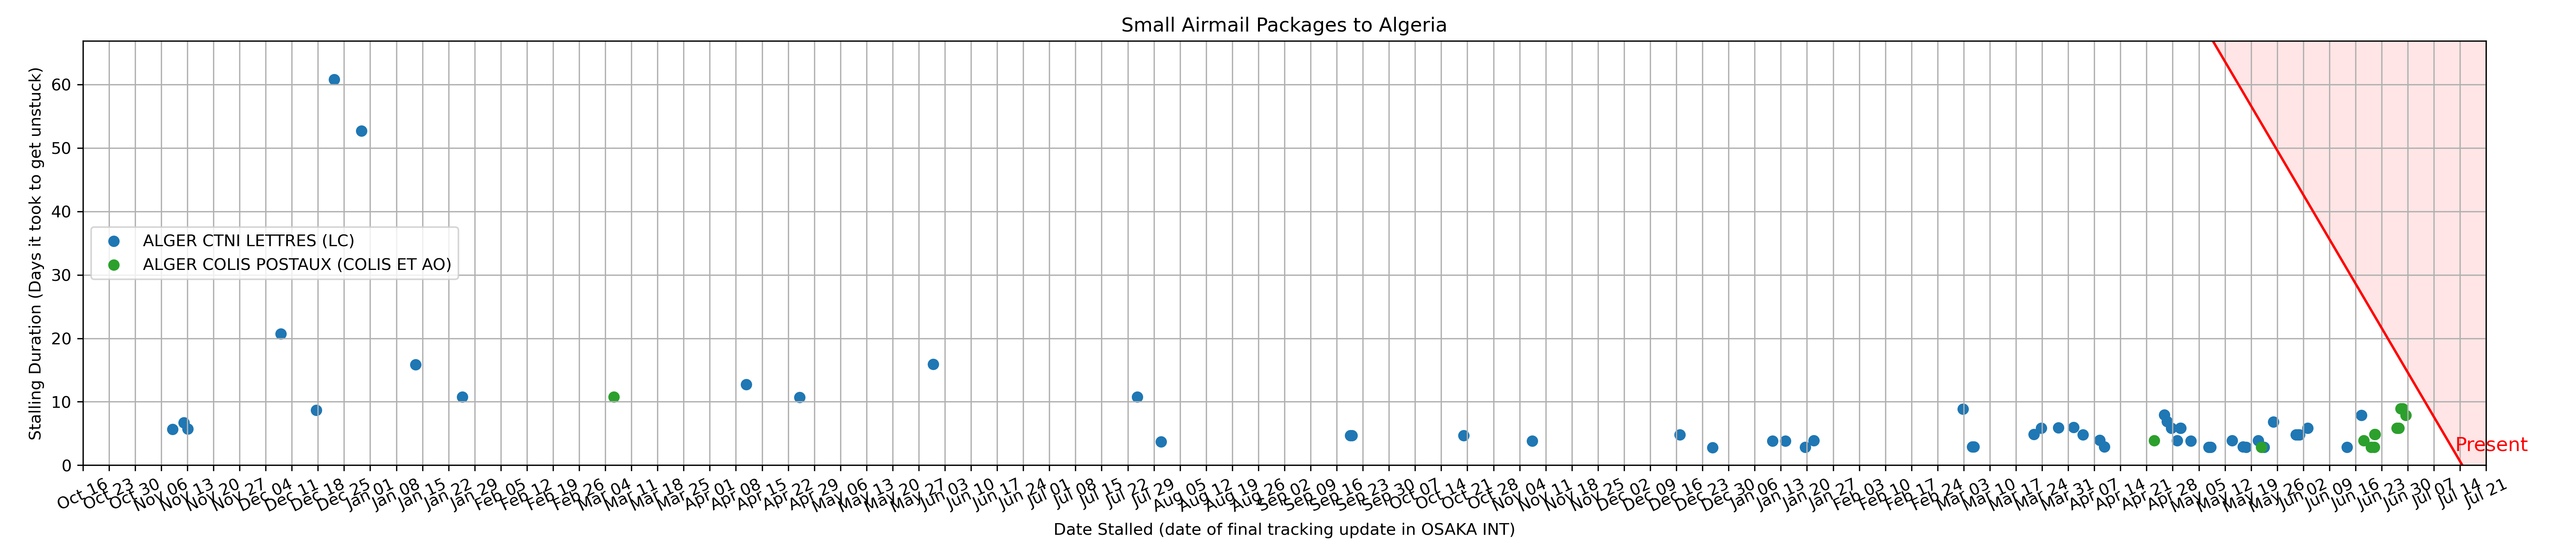 Small Airmail Packages to Algeria
Stalling Duration (Days it took to get unstuck)
60
50
40
30
20
10
0
ALGER CTNI LETTRES (LC)
ALGER COLIS POSTAUX (COLIS ET AO)
Present
Oct 16 Oct 23 Oct 30 Nov 06 Nov 13 Nov 20 Nov 27 Dec 04 Dec 11 Dec 18 Dec 25 Jan 01 Jan 08 Jan 15 Jan 22 Jan 29 Feb 05 Feb 12 Feb 19 Feb 26 Mar 04 Mar 11 Mar 18 Mar 25 Apr 01 Apr 08 Apr 15 Apr 22 Apr 29 May 06 May 13 May 20 May 27 Jun 03 Jun 10 Jun 17 Jun 24 Jul 01 Jul 08 Jul 15 Jul 22 Jul 29 Aug 05 Aug 12 Aug 19 Aug 26 Sep 02 Sep 09 Sep 16 Sep 23 Sep 30 Oct 07 Oct 14 Oct 21 Oct 28 Nov 04 Nov 11 Nov 18 Nov 25 Dec 02 Dec 09 Dec 16 Dec 23 Dec 30 Jan 06 Jan 13 Jan 20 Jan 27 Feb 03 Feb 10 Feb 17 Feb 24 Mar 03 Mar 10 Mar 17 Mar 24 Mar 31 Apr 07 Apr 14 Apr 21 Apr 28 May 05 May 12 May 19 May 26 Jun 02 Jun 09 Jun 16 Jun 23 Jun 30 Jul 07 Jul 14 Jul 21
Date Stalled (date of final tracking update in OSAKA INT)